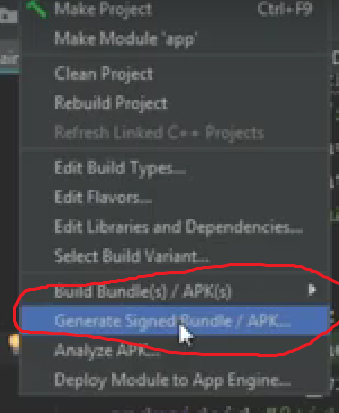 Make Project Ctrl+F9
Make Module 'app'
Clean Project
Rebuild Project
Refresh Linked C++ Projects
Edit Build Types...
Edit Flavors...
Edit Libraries and Dependencies...
Select Build Variant...
Build Bundle(s) / APK(s)
Generate Signed Bundle / APK...
Analyze APK...
Deploy Module to App Engine...